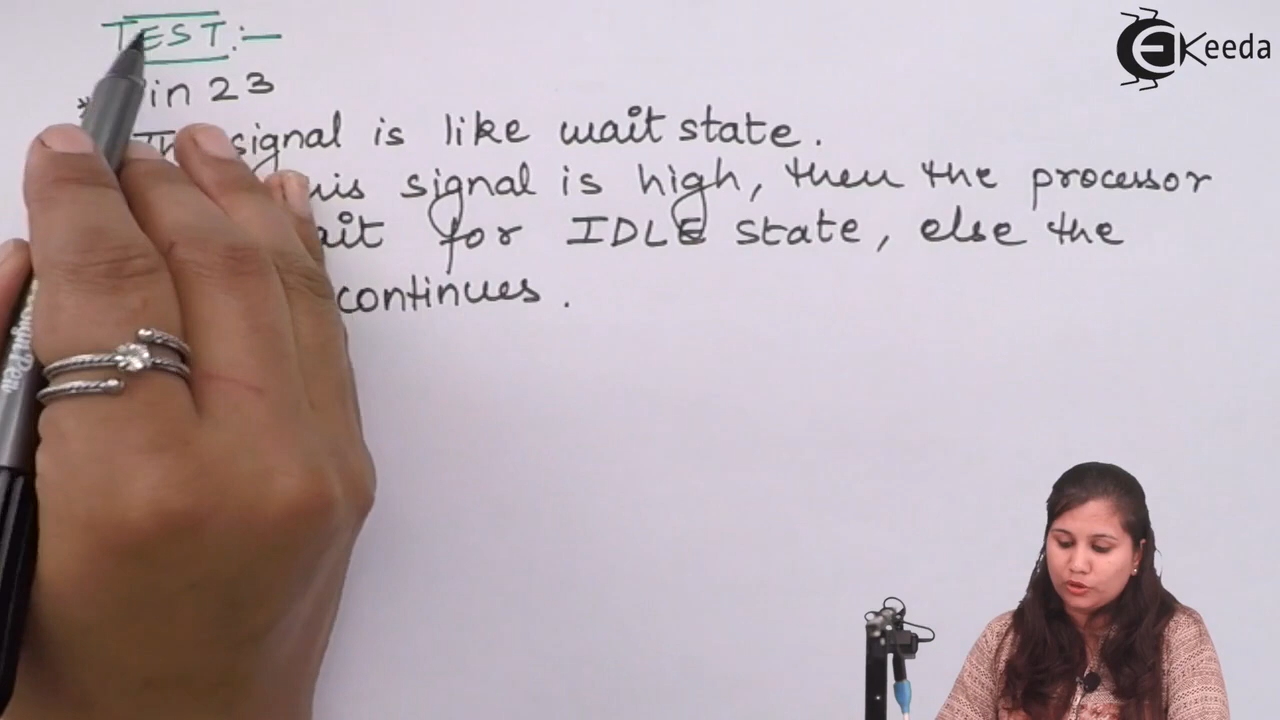 TEST :-
Keeda
* in 23
signal is like wait state.
his signal is high, then the processor
ait for IDLE state, else the
continues.